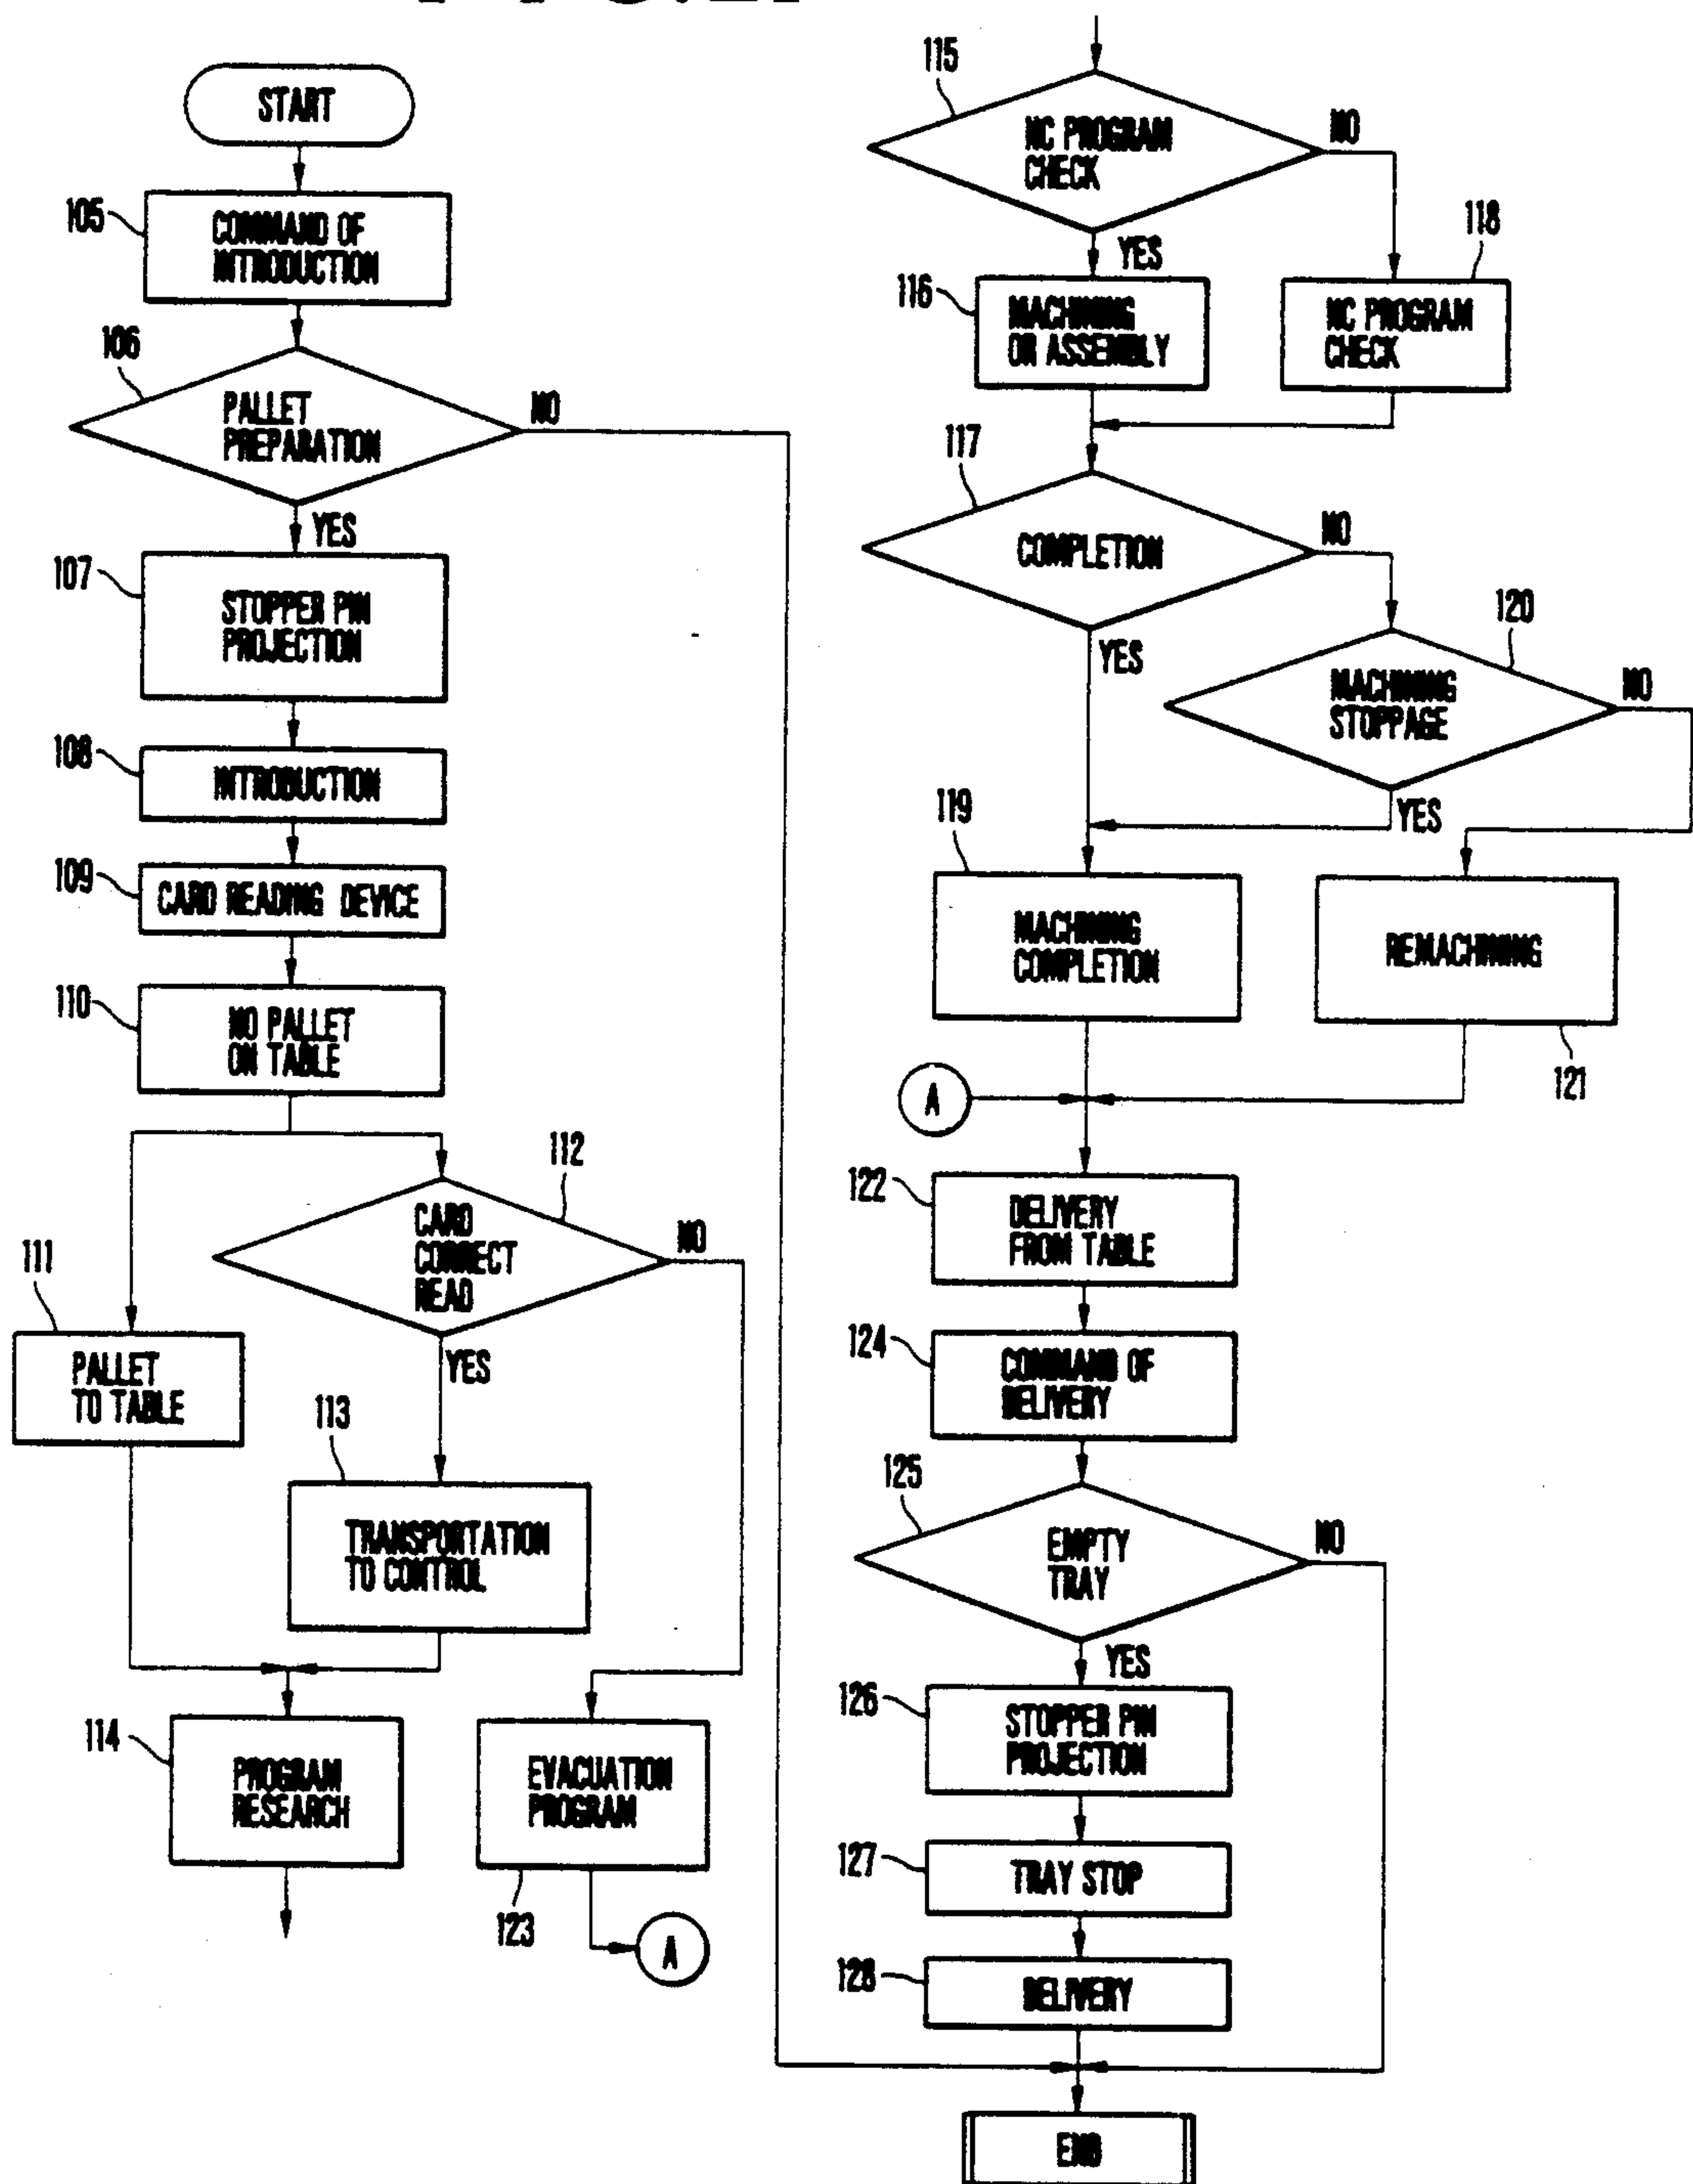 START
105
COMMAND OF
INTRODUCTION
106
PALLET
PREPARATION
NO
YES
107
STOPPER PIN
PROJECTION
108
INTRODUCTION
109
CARD READING DEVICE
110
NO PALLET
ON TABLE
112
CARD
CORRECT
READ
NO
YES
111
PALLET
TO TABLE
113
TRANSPORTATION
TO CONTROL
114
PROGRAM
RESEARCH
EVACUATION
PROGRAM
123
A
115
NC PROGRAM
CHECK
NO
YES
116
MACHINING
OR ASSEMBLY
118
NC PROGRAM
CHECK
117
COMPLETION
NO
YES
120
MACHINING
STOPPAGE
NO
YES
119
MACHINING
COMPLETION
REMACHINING
121
A
122
DELIVERY
FROM TABLE
124
COMMAND OF
DELIVERY
125
EMPTY
TRAY
NO
YES
126
STOPPER PIN
PROJECTION
127
TRAY STOP
128
DELIVERY
END